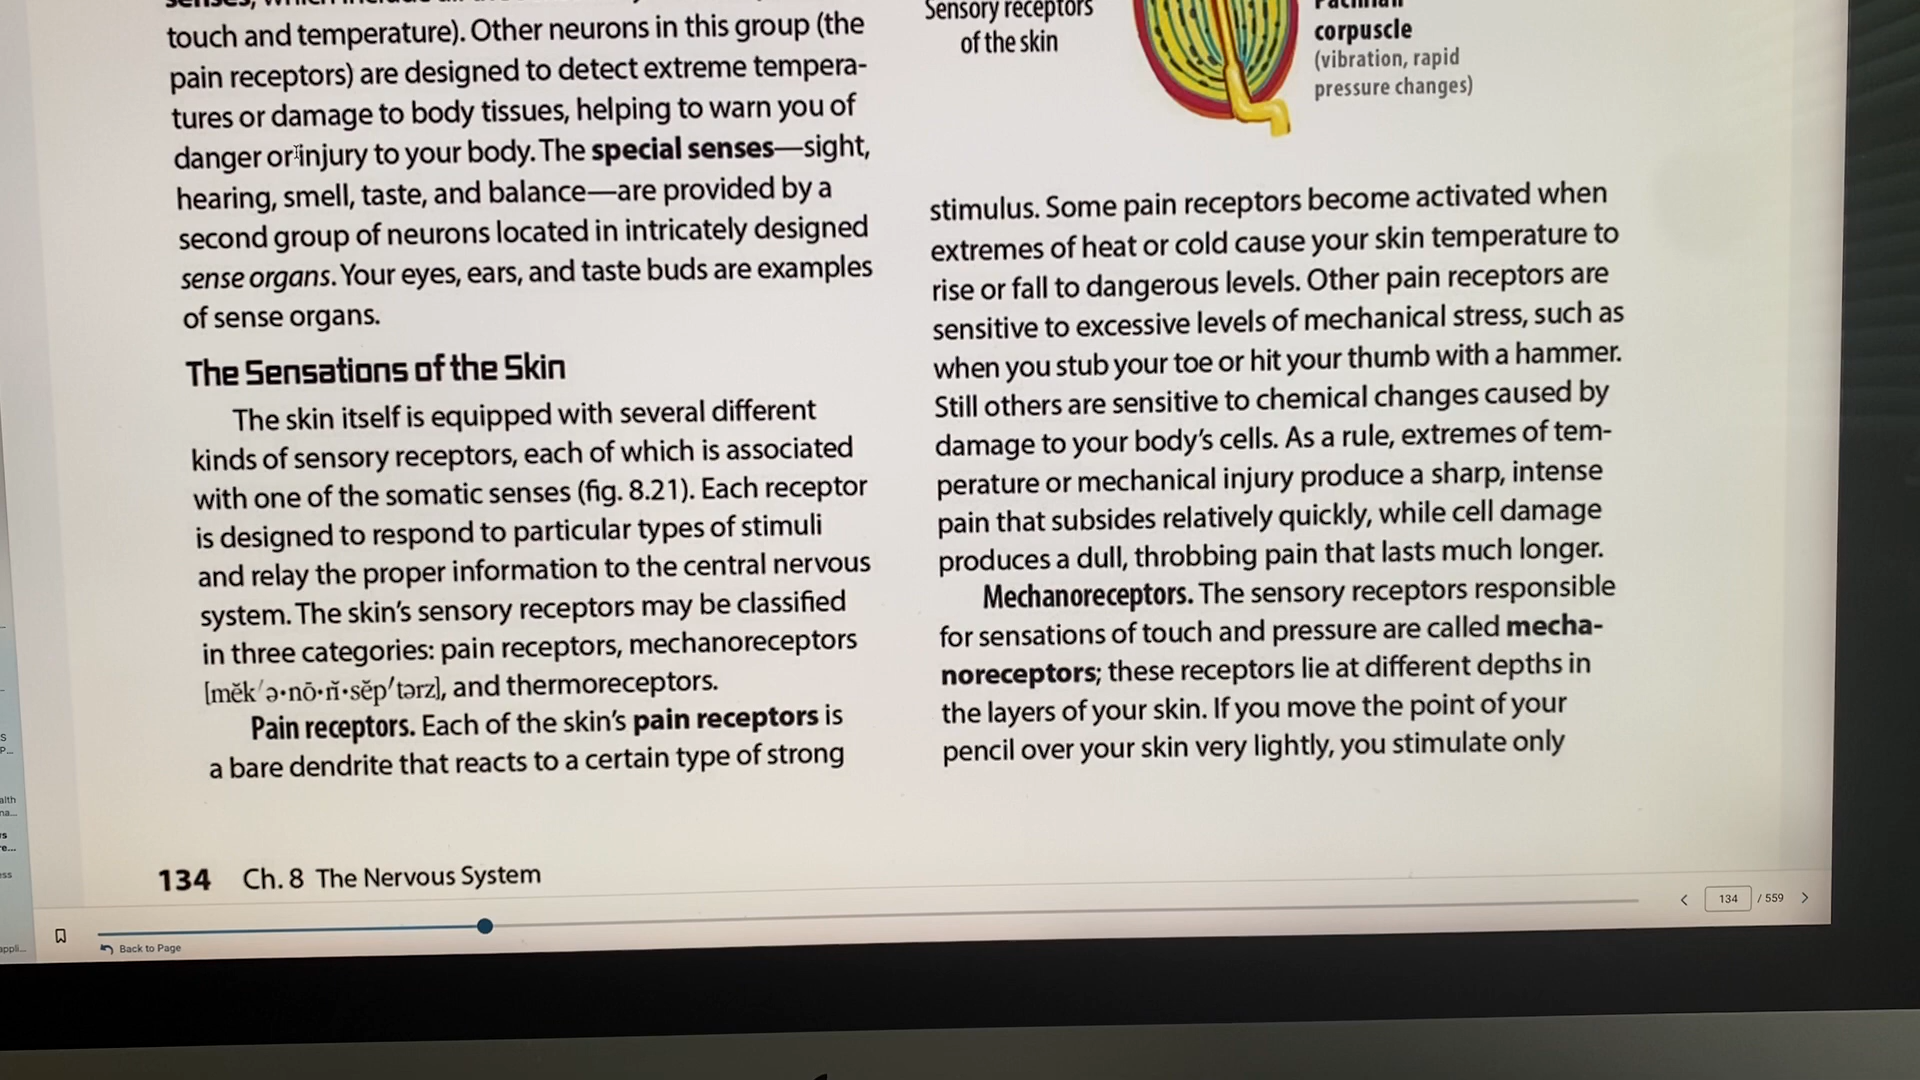 touch and temperature). Other neurons in this group (the
pain receptors) are designed to detect extreme tempera-
tures or damage to body tissues, helping to warn you of
danger or injury to your body. The special senses—sight,
hearing, smell, taste, and balance—are provided by a
second group of neurons located in intricately designed
sense organs. Your eyes, ears, and taste buds are examples
of sense organs.
The Sensations of the Skin
The skin itself is equipped with several different
kinds of sensory receptors, each of which is associated
with one of the somatic senses (fig. 8.21). Each receptor
is designed to respond to particular types of stimuli
and relay the proper information to the central nervous
system. The skin's sensory receptors may be classified
in three categories: pain receptors, mechanoreceptors
[mĕk′ə•nō•rĭ•sĕp′tərz], and thermoreceptors.
Pain receptors. Each of the skin's pain receptors is
a bare dendrite that reacts to a certain type of strong
Sensory receptors
of the skin
corpuscle
(vibration, rapid
pressure changes)
stimulus. Some pain receptors become activated when
extremes of heat or cold cause your skin temperature to
rise or fall to dangerous levels. Other pain receptors are
sensitive to excessive levels of mechanical stress, such as
when you stub your toe or hit your thumb with a hammer.
Still others are sensitive to chemical changes caused by
damage to your body's cells. As a rule, extremes of tem-
perature or mechanical injury produce a sharp, intense
pain that subsides relatively quickly, while cell damage
produces a dull, throbbing pain that lasts much longer.
Mechanoreceptors. The sensory receptors responsible
for sensations of touch and pressure are called mecha-
noreceptors; these receptors lie at different depths in
the layers of your skin. If you move the point of your
pencil over your skin very lightly, you stimulate only
134 Ch. 8 The Nervous System
134 / 559
Back to Page